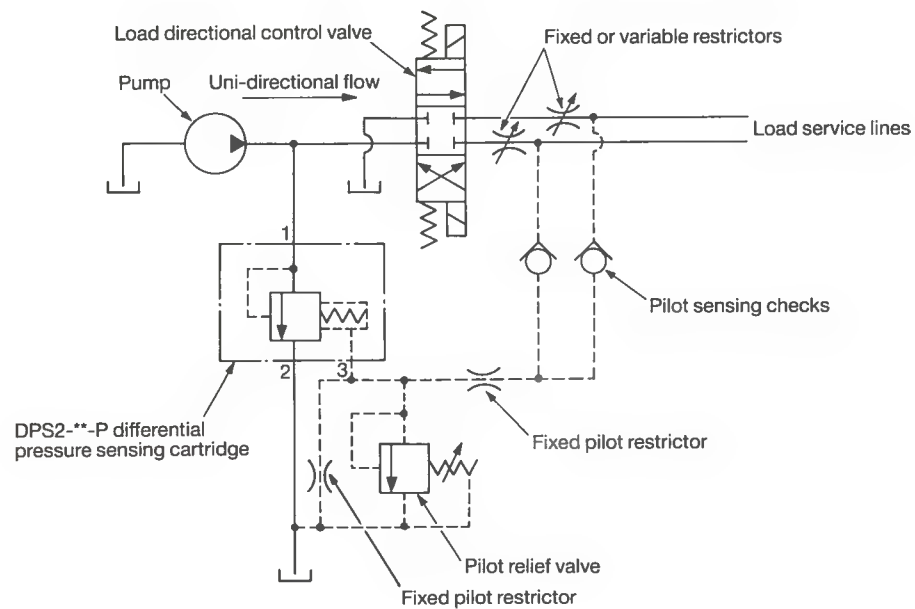 Load directional control valve
Fixed or variable restrictors
Pump
Uni-directional flow
Load service lines
1
Pilot sensing checks
2
3
DPS2-**-P differential
pressure sensing cartridge
Fixed pilot restrictor
Pilot relief valve
Fixed pilot restrictor